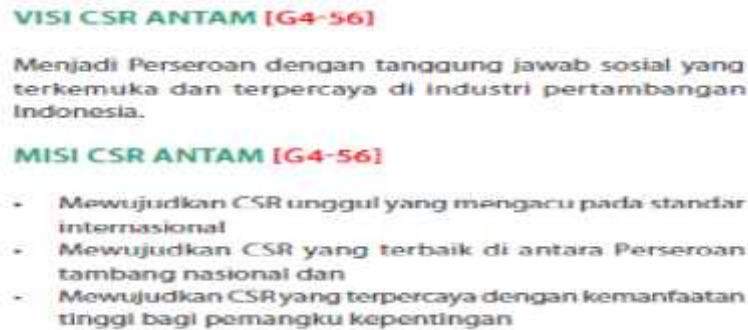 VISI CSR ANTAM [G4-56]
Menjadi Perseroan dengan tanggung jawab sosial yang
terkemuka dan terpercaya di industri pertambangan
Indonesia.
MISI CSR ANTAM [G4-56]
- Mewujudkan CSR unggul yang mengacu pada standar
internasional
- Mewujudkan CSR yang terbaik di antara Perseroan
tambang nasional dan
- Mewujudkan CSR yang terpercaya dengan kemanfaatan
tinggi bagi pemangku kepentingan